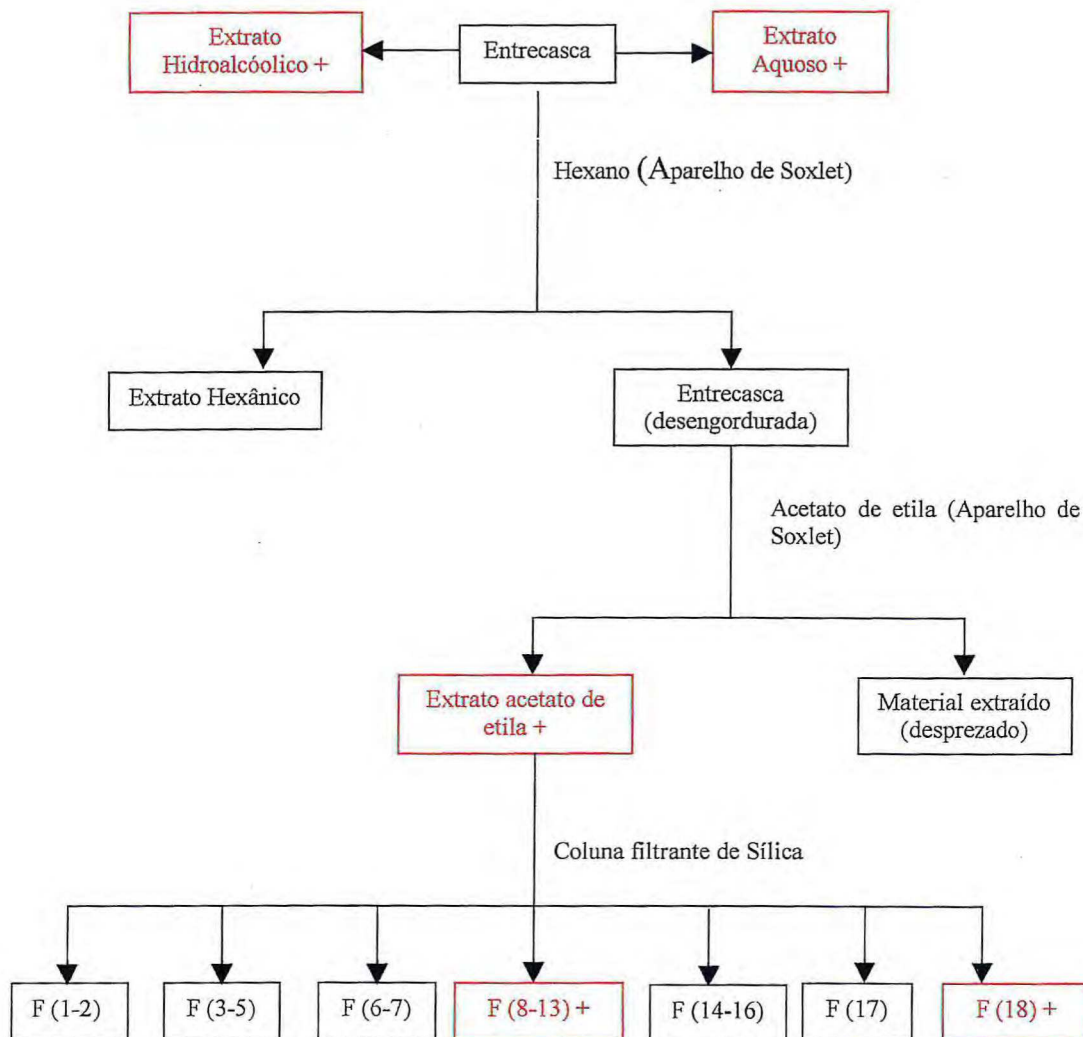 Extrato
Hidroalcóolico +
Entrecasca
Extrato
Aquoso +
Hexano (Aparelho de Soxlet)
Extrato Hexânico
Entrecasca
(desengordurada)
Acetato de etila (Aparelho de
Soxlet)
Extrato acetato de
etila +
Material extraído
(desprezado)
Coluna filtrante de Sílica
F (1-2)
F (3-5)
F (6-7)
F (8-13) +
F (14-16)
F (17)
F (18) +